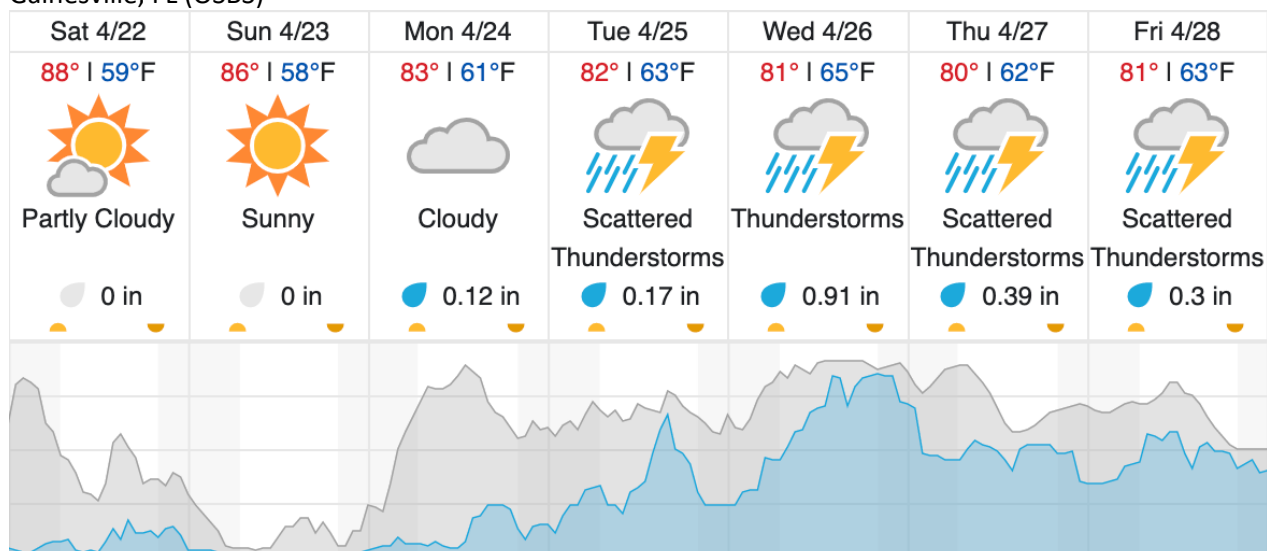 Gainesville, FL (OSBS)
Sat 4/22 Sun 4/23 Mon 4/24 Tue 4/25 Wed 4/26 Thu 4/27 Fri 4/28
88° | 59°F 86° | 58°F 83° | 61°F 82° | 63°F 81° | 65°F 80° | 62°F 81° | 63°F
Partly Cloudy Sunny Cloudy Scattered Thunderstorms Scattered Scattered
Thunderstorms Thunderstorms Thunderstorms
0 in 0 in 0.12 in 0.17 in 0.91 in 0.39 in 0.3 in